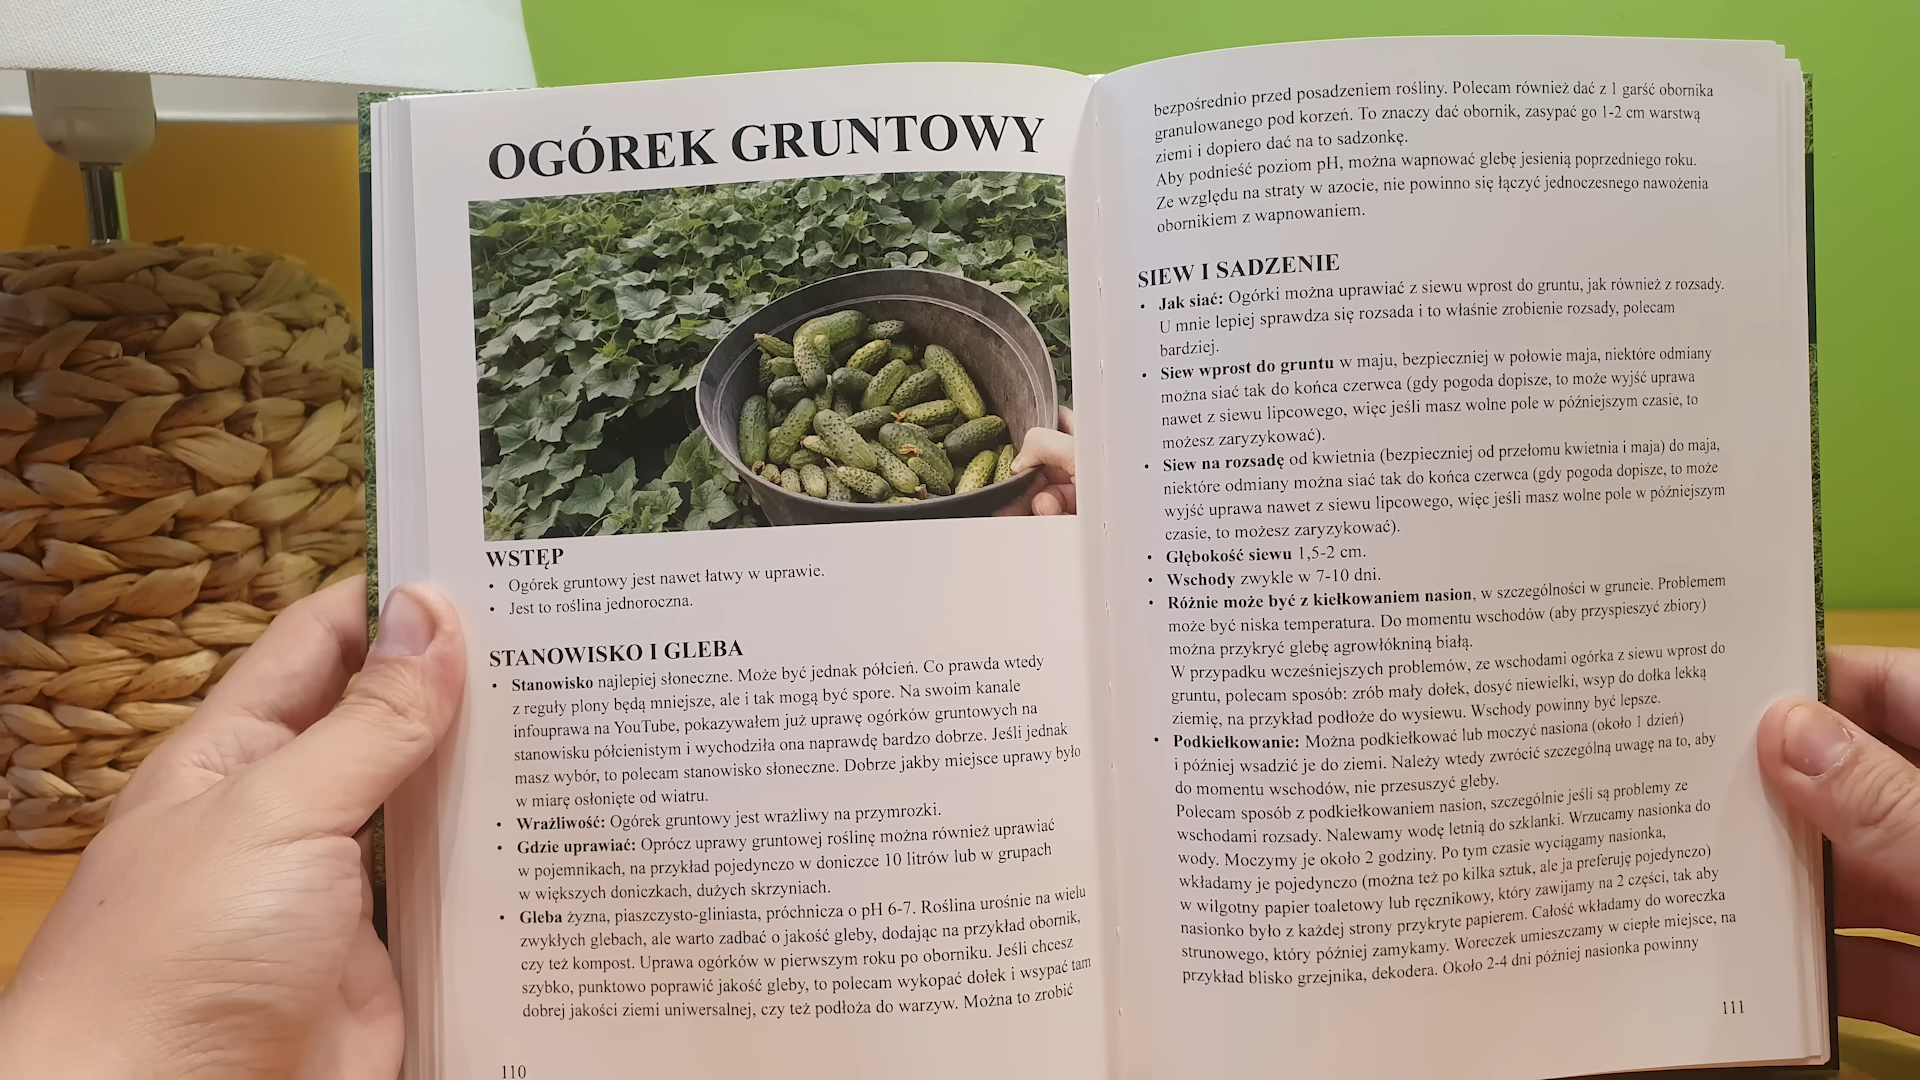 OGÓREK GRUNTOWY
WSTĘP
• Ogórek gruntowy jest nawet łatwy w uprawie.
• Jest to roślina jednoroczna.
STANOWISKO I GLEBA
• Stanowisko najlepiej słoneczne. Może być jednak półcień. Co prawda wtedy
z reguły plony będą mniejsze, ale i tak mogą być spore. Na swoim kanale
infouprawa na YouTube, pokazywałem już uprawę ogórków gruntowych na
stanowisku półcienistym i wychodziła ona naprawdę bardzo dobrze. Jeśli jednak
masz wybór, to polecam stanowisko słoneczne. Dobrze jakby miejsce uprawy było
w miarę osłonięte od wiatru.
• Wrażliwość: Ogórek gruntowy jest wrażliwy na przymrozki.
• Gdzie uprawiać: Oprócz uprawy gruntowej roślinę można również uprawiać
w pojemnikach, na przykład pojedynczo w doniczce 10 litrów lub w grupach
w większych doniczkach, dużych skrzyniach.
• Gleba żyzna, piaszczysto-gliniasta, próchnicza o pH 6-7. Roślina urośnie na wielu
zwykłych glebach, ale warto zadbać o jakość gleby, dodając na przykład obornik,
czy też kompost. Uprawa ogórków w pierwszym roku po oborniku. Jeśli chcesz
szybko, punktowo poprawić jakość gleby, to polecam wykopać dołek i wsypać tam
dobrej jakości ziemi uniwersalnej, czy też podłoża do warzyw. Można to zrobić
110
bezpośrednio przed posadzeniem rośliny. Polecam również dać z 1 garść obornika
granulowanego pod korzeń. To znaczy dać obornik, zasypać go 1-2 cm warstwą
ziemi i dopiero dać na to sadzonkę.
Aby podnieść poziom pH, można wapnować glebę jesienią poprzedniego roku.
Ze względu na straty w azocie, nie powinno się łączyć jednoczesnego nawożenia
obornikiem z wapnowaniem.
SIEW I SADZENIE
• Jak siać: Ogórki można uprawiać z siewu wprost do gruntu, jak również z rozsady.
U mnie lepiej sprawdza się rozsada i to właśnie zrobienie rozsady, polecam
bardziej.
• Siew wprost do gruntu w maju, bezpieczniej w połowie maja, niektóre odmiany
można siać tak do końca czerwca (gdy pogoda dopisze, to może wyjść uprawa
nawet z siewu lipcowego, więc jeśli masz wolne pole w późniejszym czasie, to
możesz zaryzykować).
• Siew na rozsadę od kwietnia (bezpieczniej od przełomu kwietnia i maja) do maja,
niektóre odmiany można siać tak do końca czerwca (gdy pogoda dopisze, to może
wyjść uprawa nawet z siewu lipcowego, więc jeśli masz wolne pole w późniejszym
czasie, to możesz zaryzykować).
• Głębokość siewu 1,5-2 cm.
• Wschody zwykle w 7-10 dni.
• Różnie może być z kiełkowaniem nasion, w szczególności w gruncie. Problemem
może być niska temperatura. Do momentu wschodów (aby przyspieszyć zbiory)
można przykryć glebę agrowłókniną białą.
W przypadku wcześniejszych problemów, ze wschodami ogórka z siewu wprost do
gruntu, polecam sposób: zrób mały dołek, dosyć niewielki, wsyp do dołka lekką
ziemię, na przykład podłoże do wysiewu. Wschody powinny być lepsze.
• Podkiełkowanie: Można podkiełkować lub moczyć nasiona (około 1 dzień)
i później wsadzić je do ziemi. Należy wtedy zwrócić szczególną uwagę na to, aby
do momentu wschodów, nie przesuszyć gleby.
Polecam sposób z podkiełkowaniem nasion, szczególnie jeśli są problemy ze
wschodami rozsady. Nalewamy wodę letnią do szklanki. Wrzucamy nasionka do
wody. Moczymy je około 2 godziny. Po tym czasie wyciągamy nasionka,
wkładamy je pojedynczo (można też po kilka sztuk, ale ja preferuję pojedynczo)
w wilgotny papier toaletowy lub ręcznikowy, który zawijamy na 2 części, tak aby
nasionko było z każdej strony przykryte papierem. Całość wkładamy do woreczka
strunowego, który później zamykamy. Woreczek umieszczamy w ciepłe miejsce, na
przykład blisko grzejnika, dekodera. Około 2-4 dni później nasionka powinny
111